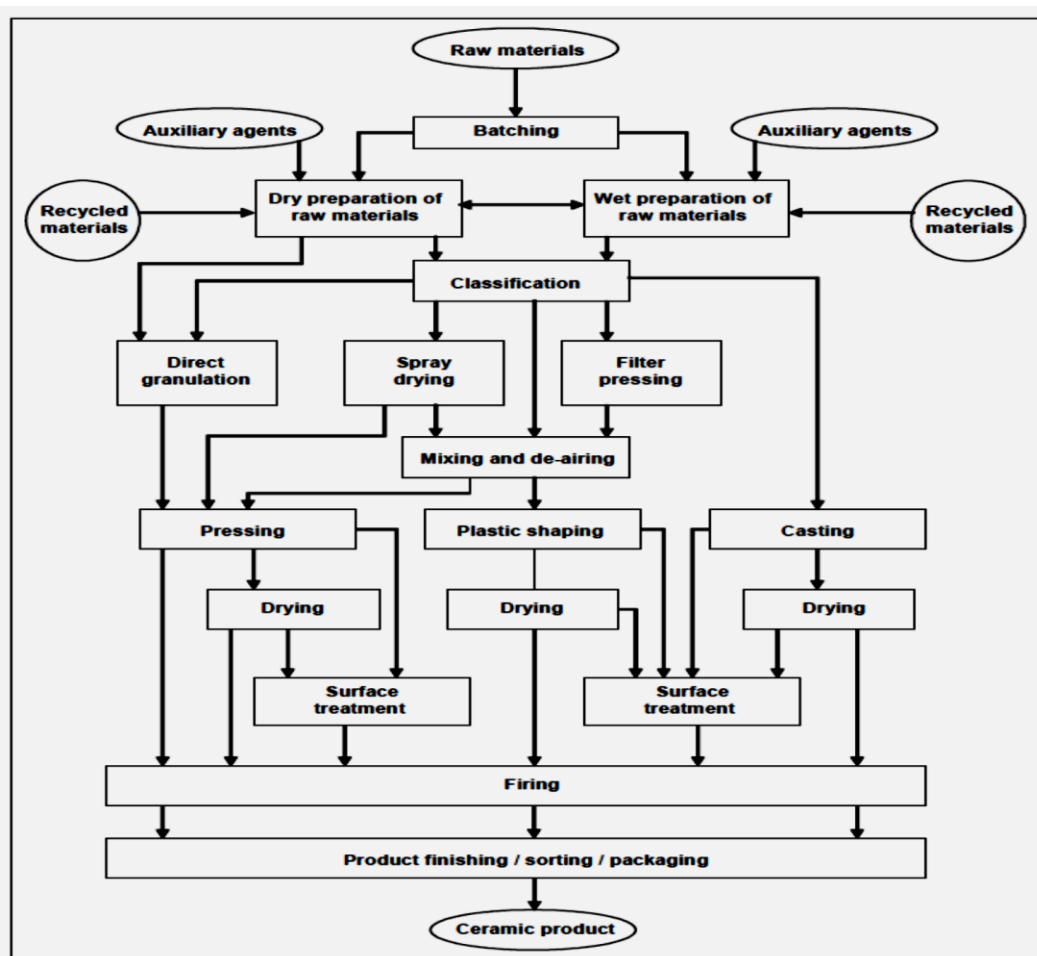 Raw materials
Auxiliary agents
Batching
Auxiliary agents
Recycled
materials
Dry preparation of
raw materials
Wet preparation of
raw materials
Recycled
materials
Classification
Direct
granulation
Spray
drying
Filter
pressing
Mixing and de-airing
Pressing
Plastic shaping
Casting
Drying
Drying
Drying
Surface
treatment
Surface
treatment
Firing
Product finishing / sorting / packaging
Ceramic product